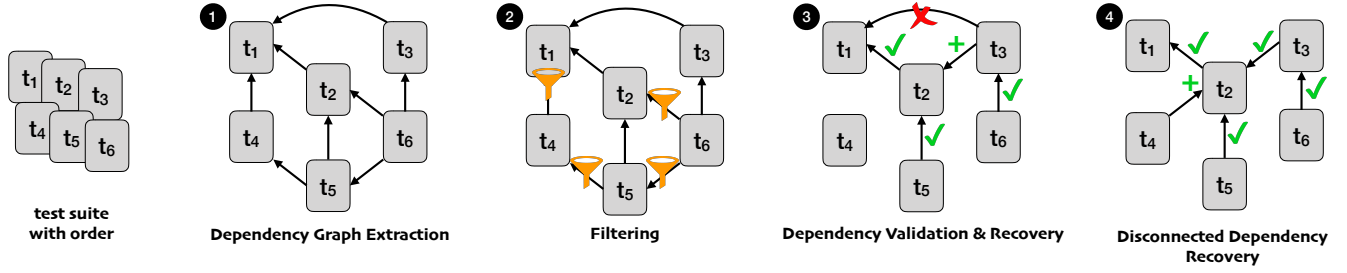 t1
t2
t3
t4
t5
t6
test suite
with order
1
t1
t3
t2
t4
t6
t5
Dependency Graph Extraction
2
t1
t3
t2
t4
t6
t5
Filtering
3
t1
t3
t2
t4
t6
t5
Dependency Validation & Recovery
4
t1
t3
t2
t4
t6
t5
Disconnected Dependency
Recovery